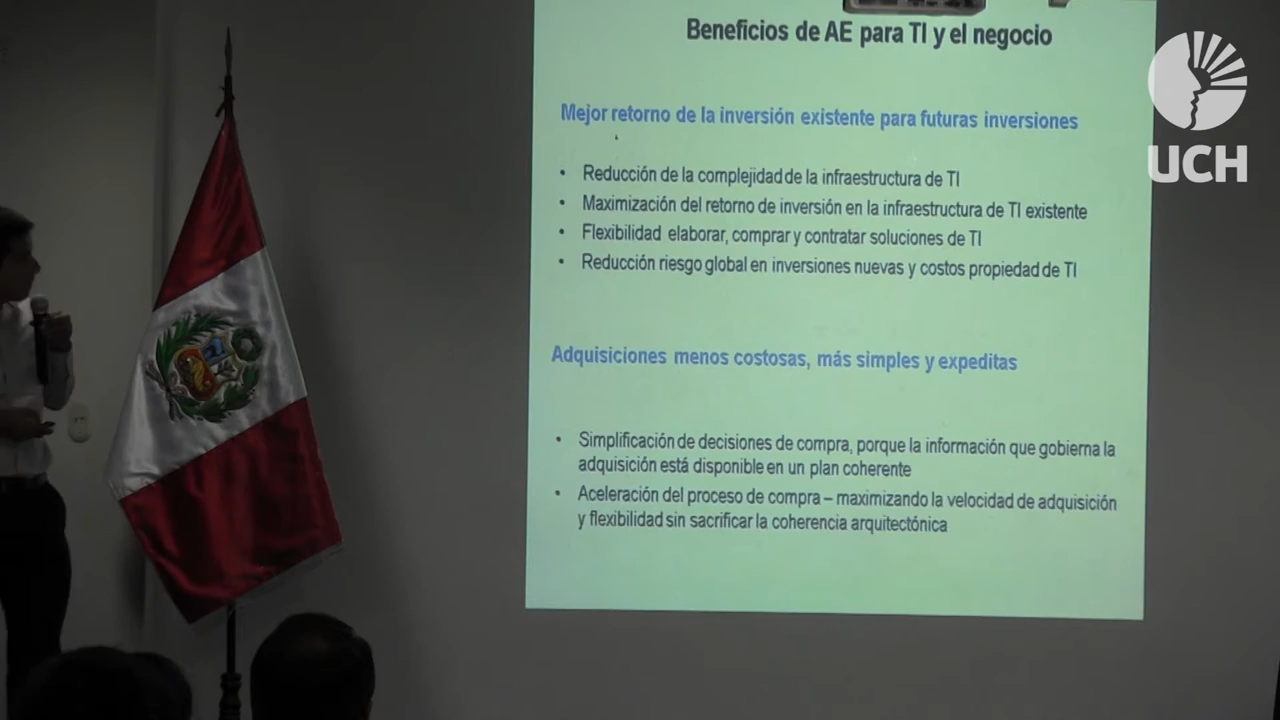 Beneficios de AE para TI y el negocio
UCH
Mejor retorno de la inversión existente para futuras inversiones
• Reducción de la complejidad de la infraestructura de TI
• Maximización del retorno de inversión en la infraestructura de TI existente
• Flexibilidad elaborar, comprar y contratar soluciones de TI
• Reducción riesgo global en inversiones nuevas y costos propiedad de TI
Adquisiciones menos costosas, más simples y expeditas
• Simplificación de decisiones de compra, porque la información que gobierna la
adquisición está disponible en un plan coherente
• Aceleración del proceso de compra – maximizando la velocidad de adquisición
y flexibilidad sin sacrificar la coherencia arquitectónica